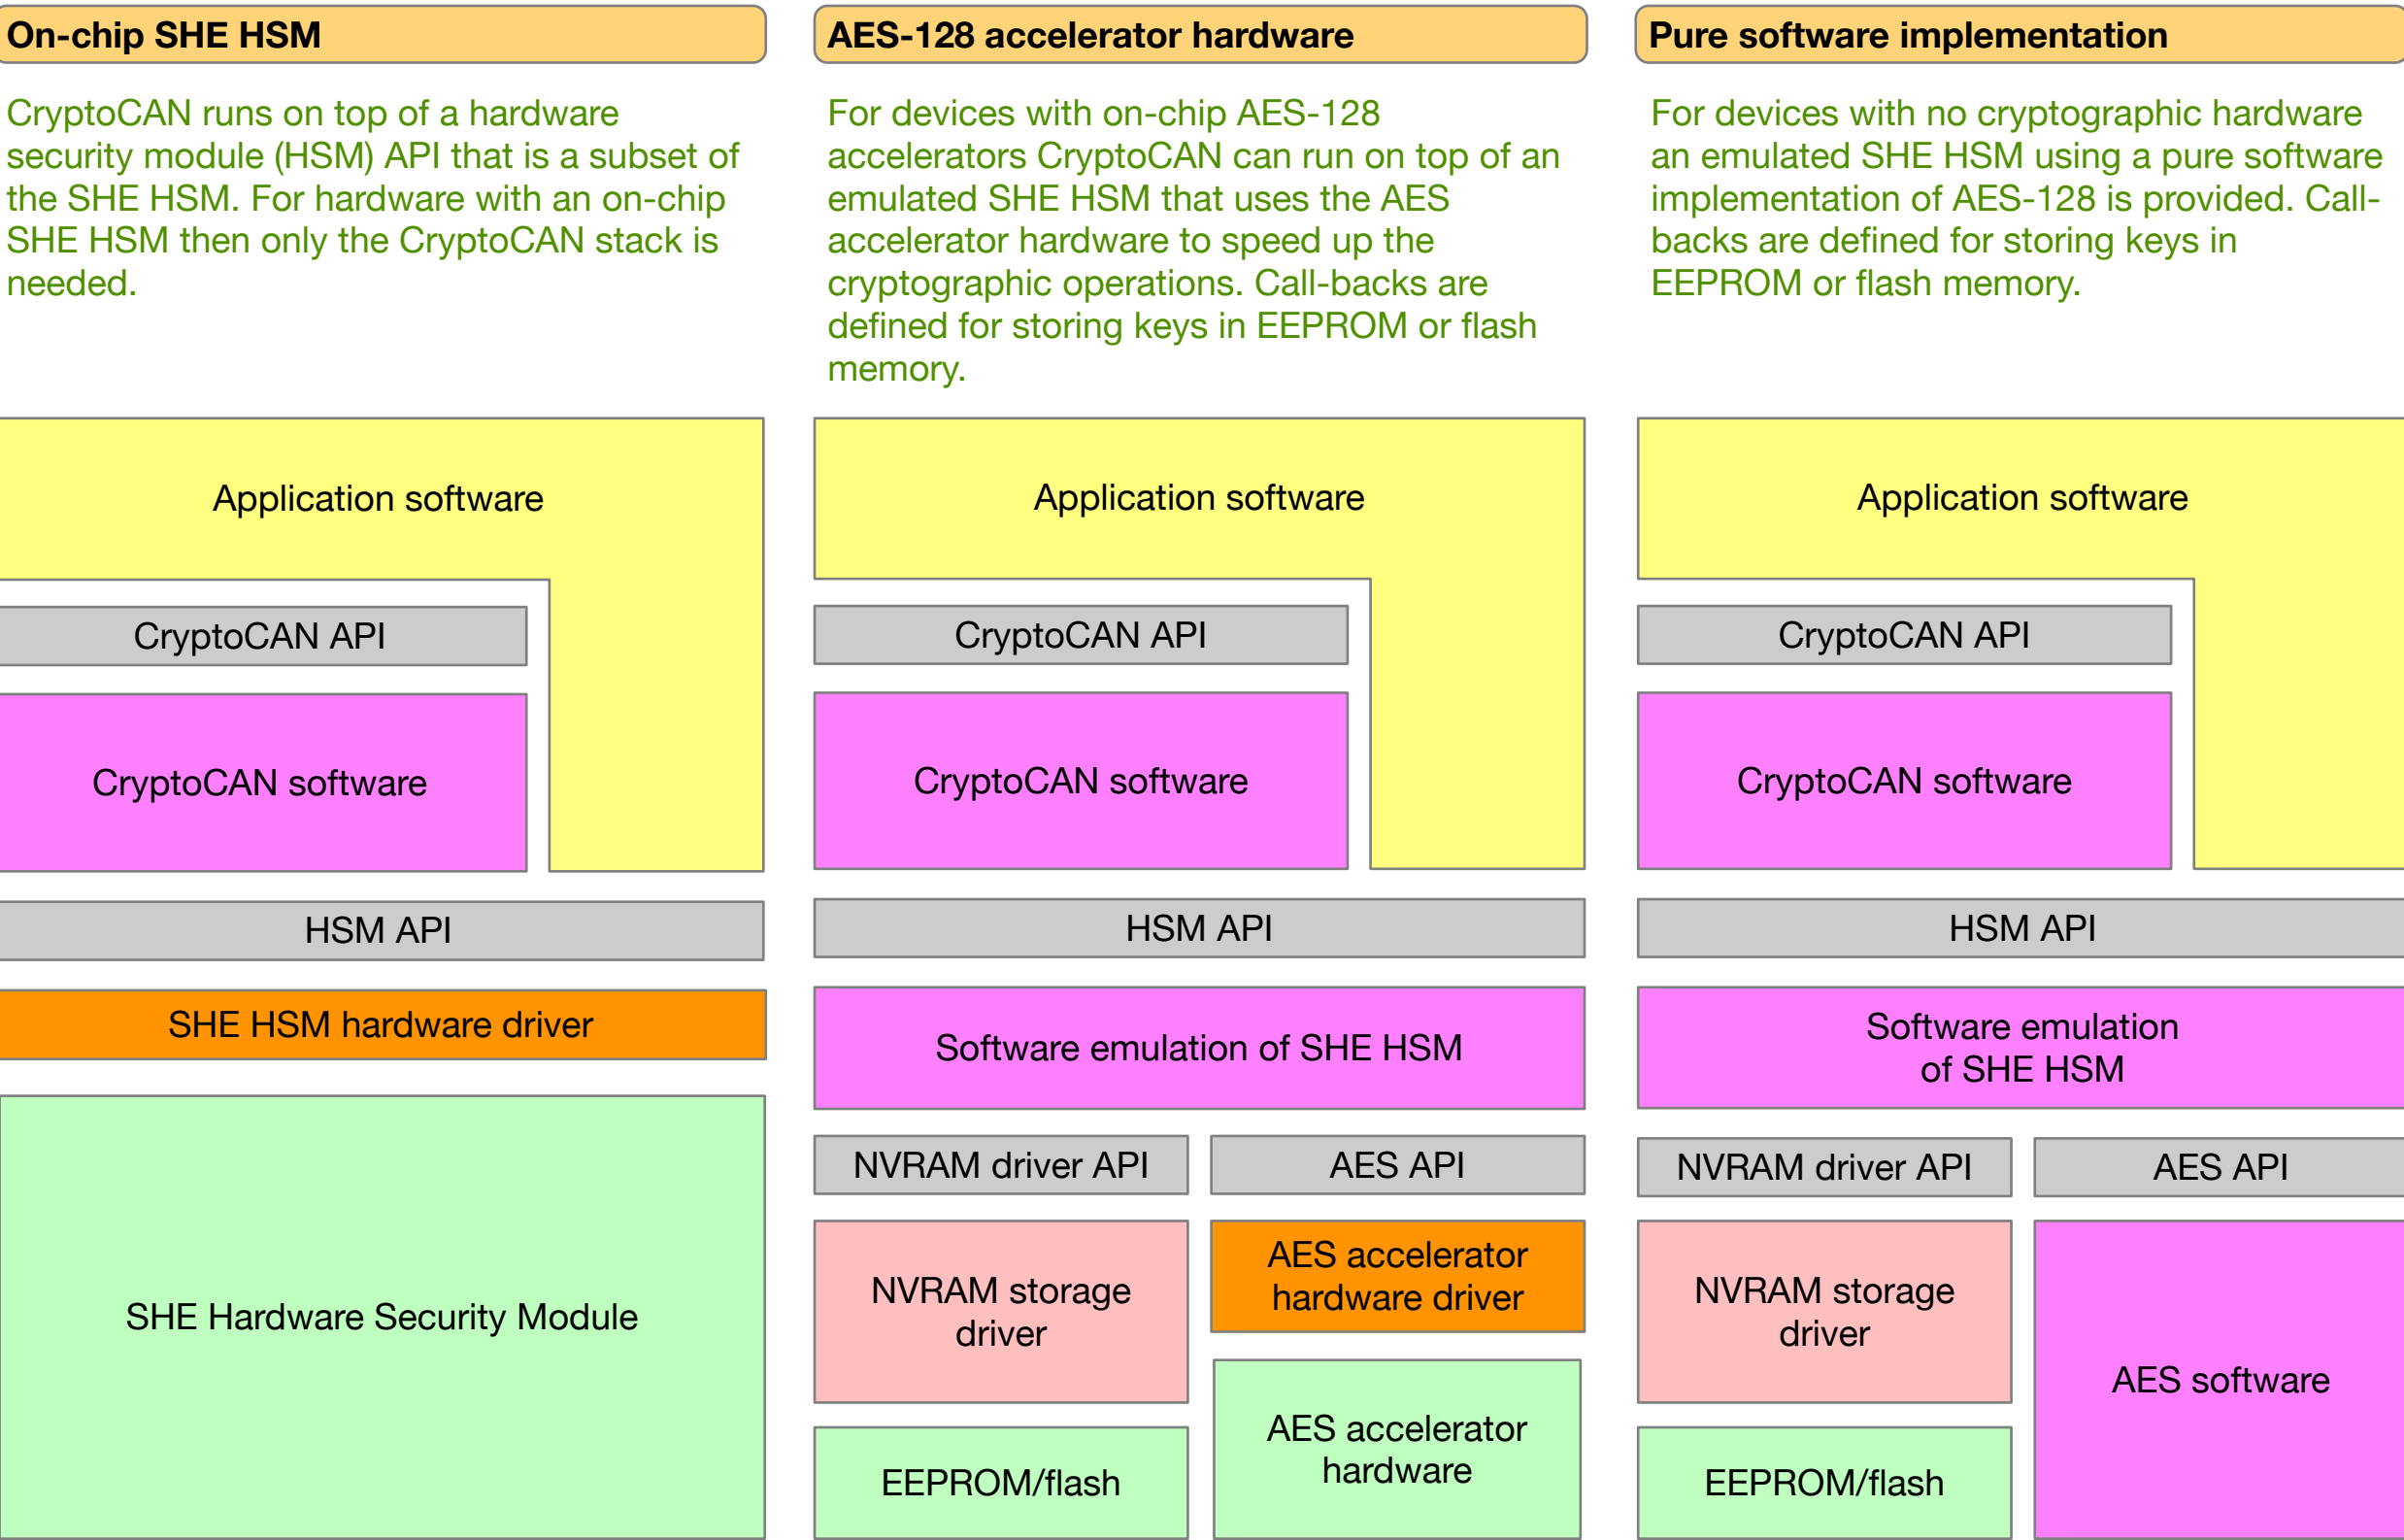 On-chip SHE HSM
CryptoCAN runs on top of a hardware
security module (HSM) API that is a subset of
the SHE HSM. For hardware with an on-chip
SHE HSM then only the CryptoCAN stack is
needed.
Application software
CryptoCAN API
CryptoCAN software
HSM API
SHE HSM hardware driver
SHE Hardware Security Module
AES-128 accelerator hardware
For devices with on-chip AES-128
accelerators CryptoCAN can run on top of an
emulated SHE HSM that uses the AES
accelerator hardware to speed up the
cryptographic operations. Call-backs are
defined for storing keys in EEPROM or flash
memory.
Application software
CryptoCAN API
CryptoCAN software
HSM API
Software emulation of SHE HSM
NVRAM driver API
AES API
NVRAM storage
driver
AES accelerator
hardware driver
EEPROM/flash
AES accelerator
hardware
Pure software implementation
For devices with no cryptographic hardware
an emulated SHE HSM using a pure software
implementation of AES-128 is provided. Call-
backs are defined for storing keys in
EEPROM or flash memory.
Application software
CryptoCAN API
CryptoCAN software
HSM API
Software emulation
of SHE HSM
NVRAM driver API
AES API
NVRAM storage
driver
AES software
EEPROM/flash